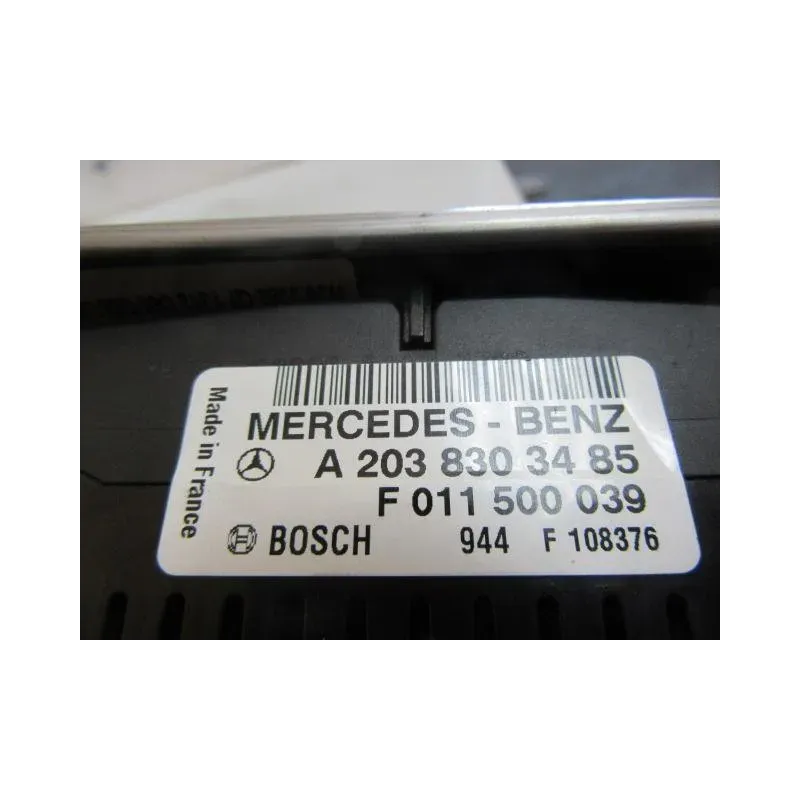 MERCEDES - BENZ
A 203 830 34 85
F 011 500 039
BOSCH 944 F 108376
Made in France